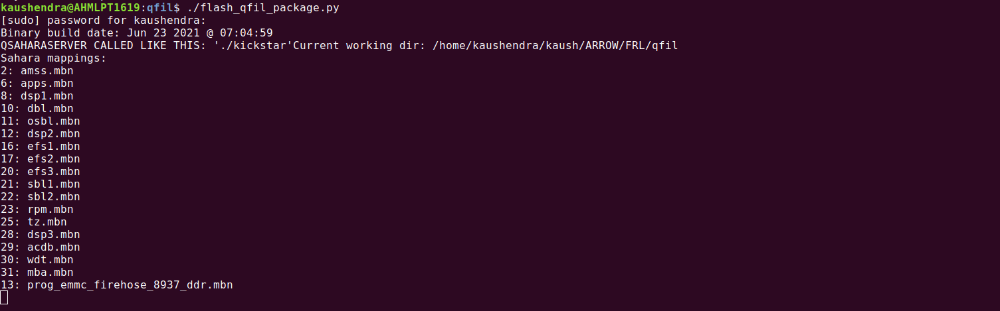 kaushendra@AHMLPT1619:qfil$ ./flash_qfil_package.py
[sudo] password for kaushendra:
Binary build date: Jun 23 2021 @ 07:04:59
QSAHARASERVER CALLED LIKE THIS: './kickstar'Current working dir: /home/kaushendra/kaush/ARROW/FRL/qfil
Sahara mappings:
2: amss.mbn
6: apps.mbn
8: dsp1.mbn
10: dbl.mbn
11: osbl.mbn
12: dsp2.mbn
16: efs1.mbn
17: efs2.mbn
20: efs3.mbn
21: sbl1.mbn
22: sbl2.mbn
23: rpm.mbn
25: tz.mbn
28: dsp3.mbn
29: acdb.mbn
30: wdt.mbn
31: mba.mbn
13: prog_emmc_firehose_8937_ddr.mbn